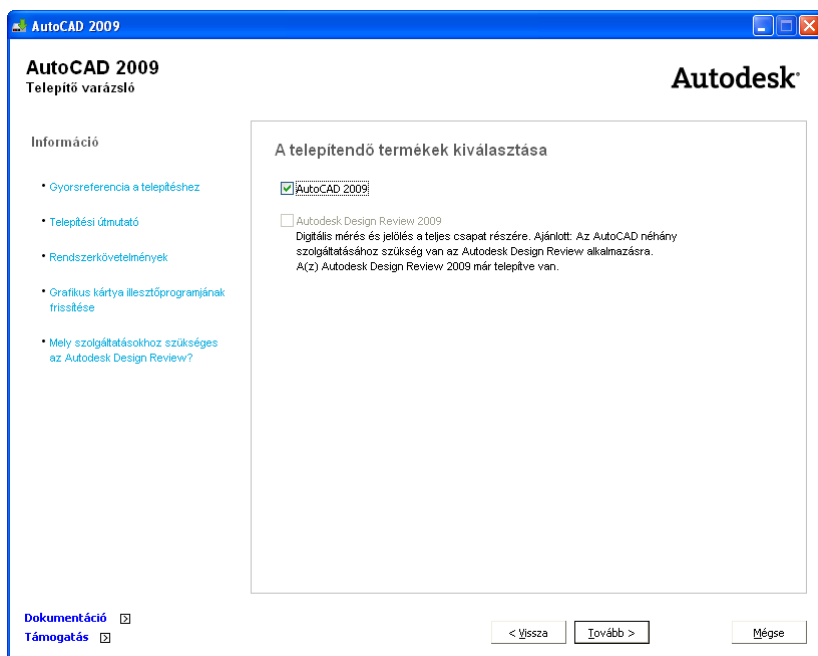 AutoCAD 2009
AutoCAD 2009
Telepítő varázsló
Autodesk
Információ
• Gyorsreferencia a telepítéshez
• Telepítési útmutató
• Rendszerkövetelmények
• Grafikus kártya illesztőprogramjának
frissítése
• Mely szolgáltatásokhoz szükséges
az Autodesk Design Review?
A telepítendő termékek kiválasztása
AutoCAD 2009
Autodesk Design Review 2009
Digitális mérés és jelölés a teljes csapat részére. Ajánlott: Az AutoCAD néhány
szolgáltatásához szükség van az Autodesk Design Review alkalmazásra.
A(z) Autodesk Design Review 2009 már telepítve van.
Dokumentáció
Támogatás
< Vissza
Tovább >
Mégse